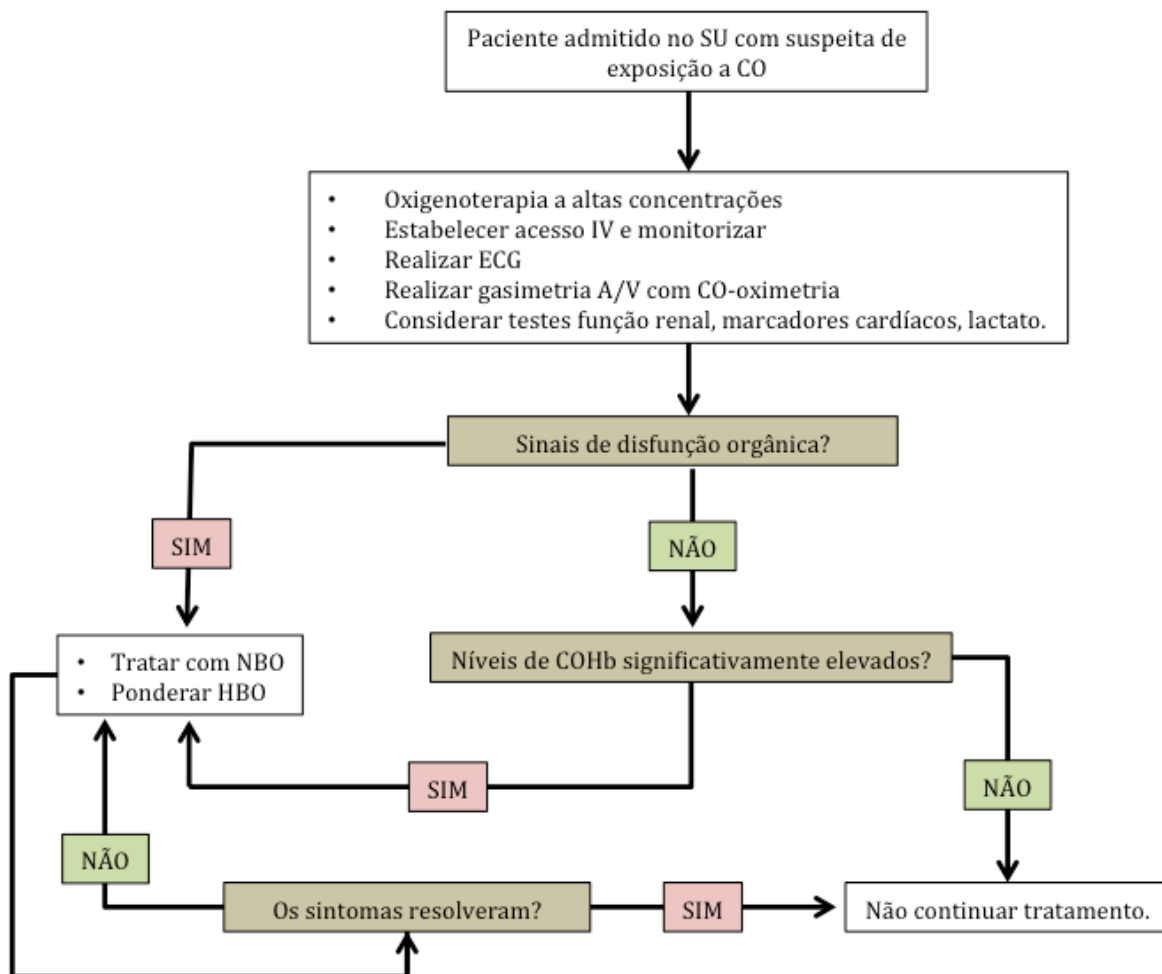 Paciente admitido no SU com suspeita de
exposição a CO
• Oxigenoterapia a altas concentrações
• Estabelecer acesso IV e monitorizar
• Realizar ECG
• Realizar gasimetria A/V com CO-oximetria
• Considerar testes função renal, marcadores cardíacos, lactato.
Sinais de disfunção orgânica?
SIM
NÃO
• Tratar com NBO
• Ponderar HBO
Níveis de COHb significativamente elevados?
SIM
NÃO
NÃO
Os sintomas resolveram?
SIM
Não continuar tratamento.